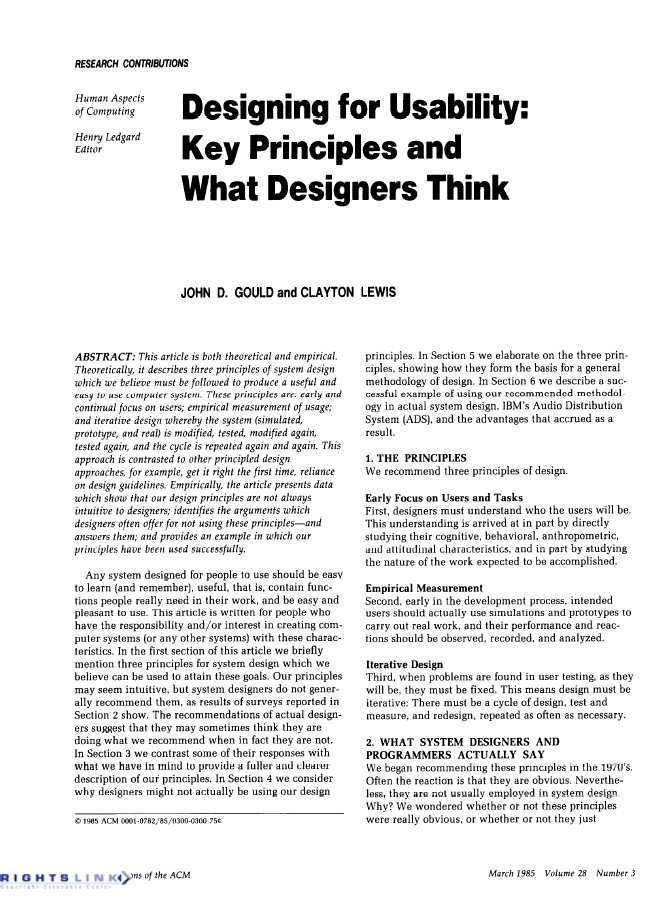 RESEARCH CONTRIBUTIONS
Human Aspects
of Computing
Henry Ledgard
Editor
Designing for Usability:
Key Principles and
What Designers Think
JOHN D. GOULD and CLAYTON LEWIS
ABSTRACT: This article is both theoretical and empirical.
Theoretically, it describes three principles of system design
which we believe must be followed to produce a useful and
easy to use computer system. These principles are: early and
continual focus on users; empirical measurement of usage;
and iterative design whereby the system (simulated,
prototype, and real) is modified, tested, modified again,
tested again, and the cycle is repeated again and again. This
approach is contrasted to other principled design
approaches, for example, get it right the first time, reliance
on design guidelines. Empirically, the article presents data
which show that our design principles are not always
intuitive to designers; identifies the arguments which
designers often offer for not using these principles—and
answers them; and provides an example in which our
principles have been used successfully.
Any system designed for people to use should be easy
to learn (and remember), useful, that is, contain func-
tions people really need in their work, and be easy and
pleasant to use. This article is written for people who
have the responsibility and/or interest in creating com-
puter systems (or any other systems) with these charac-
teristics. In the first section of this article we briefly
mention three principles for system design which we
believe can be used to attain these goals. Our principles
may seem intuitive, but system designers do not gener-
ally recommend them, as results of surveys reported in
Section 2 show. The recommendations of actual design-
ers suggest that they may sometimes think they are
doing what we recommend when in fact they are not.
In Section 3 we contrast some of their responses with
what we have in mind to provide a fuller and clearer
description of our principles. In Section 4 we consider
why designers might not actually be using our design
© 1985 ACM 0001-0782/85/0300-0300 75¢
principles. In Section 5 we elaborate on the three prin-
ciples, showing how they form the basis for a general
methodology of design. In Section 6 we describe a suc-
cessful example of using our recommended methodol-
ogy in actual system design, IBM's Audio Distribution
System (ADS), and the advantages that accrued as a
result.
1. THE PRINCIPLES
We recommend three principles of design.
Early Focus on Users and Tasks
First, designers must understand who the users will be.
This understanding is arrived at in part by directly
studying their cognitive, behavioral, anthropometric,
and attitudinal characteristics, and in part by studying
the nature of the work expected to be accomplished.
Empirical Measurement
Second, early in the development process, intended
users should actually use simulations and prototypes to
carry out real work, and their performance and reac-
tions should be observed, recorded, and analyzed.
Iterative Design
Third, when problems are found in user testing, as they
will be, they must be fixed. This means design must be
iterative: There must be a cycle of design, test and
measure, and redesign, repeated as often as necessary.
2. WHAT SYSTEM DESIGNERS AND
PROGRAMMERS ACTUALLY SAY
We began recommending these principles in the 1970's.
Often the reaction is that they are obvious. Neverthe-
less, they are not usually employed in system design.
Why? We wondered whether or not these principles
were really obvious, or whether or not they just
RIGHTSLINK
Copyright Clearance Center
ns of the ACM
March 1985 Volume 28 Number 3